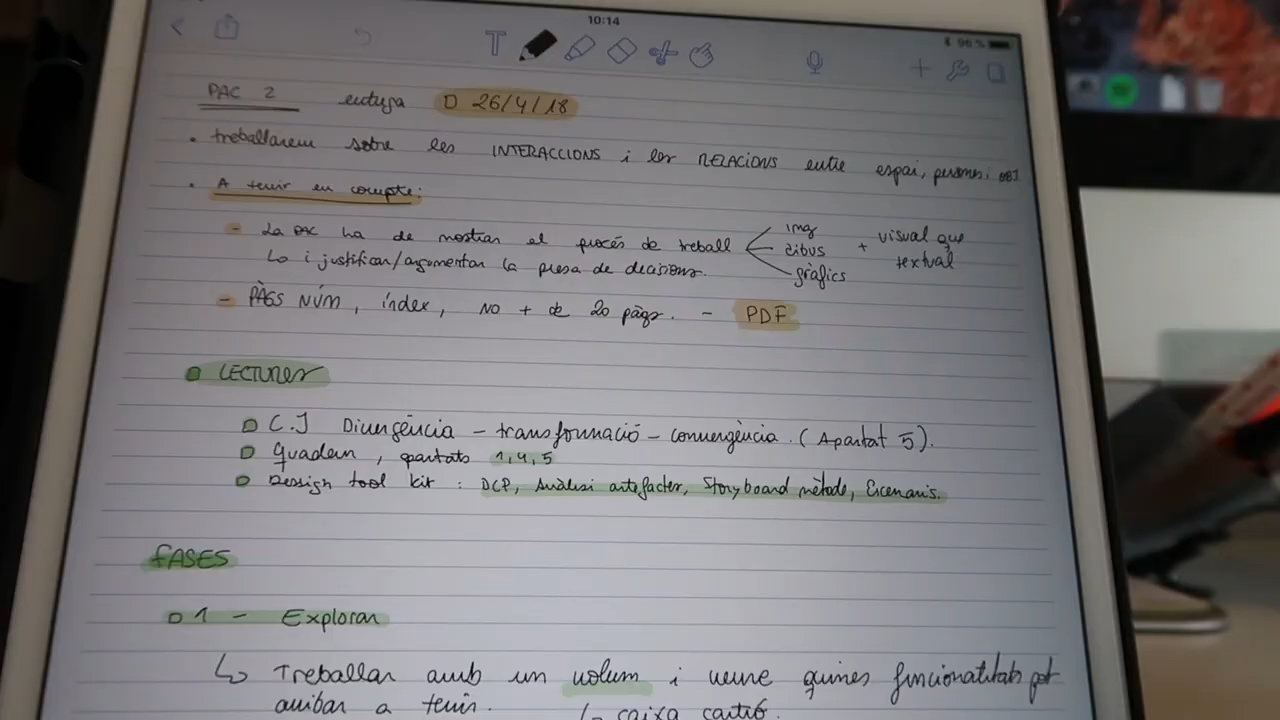 10:14
96 %
PAC 2 entrega D 26/4/18
• treballarem sobre les INTERACCIONS i les RELACIONS entre espai, persones i OBJ
• A tenir en compte:
- La PAC ha de mostrar el procés de treball img
dibus + visual que textual
gràfics
↳ i justificar/argumentar la presa de decisions.
- PÀGS NÚM, índex, NO + de 20 pàgs. - PDF
LECTURES
C.J Divergència - transformació - convergència. (Apartat 5).
Quadern, apartats 1,4,5
Design tool kit: DCP, Anàlisi artefactes, Storyboard mètode, Escenaris.
FASES
1 - Explorar
↳ Treballar amb un volum i veure quines funcionalitats pot
arribar a tenir. ↳ caixa cartró.